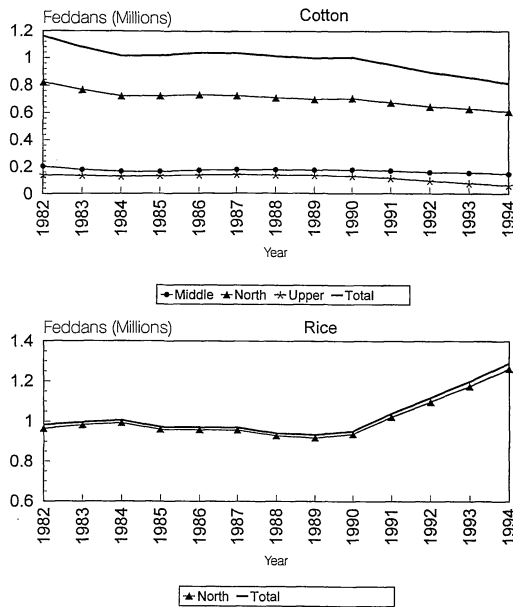 Feddans (Millions) Cotton
1.2
1
0.8
0.6
0.4
0.2
0
1982 1983 1984 1985 1986 1987 1988 1989 1990 1991 1992 1993 1994
Year
Middle North Upper Total
Feddans (Millions) Rice
1.4
1.2
1
0.8
0.6
1982 1983 1984 1985 1986 1987 1988 1989 1990 1991 1992 1993 1994
Year
North Total